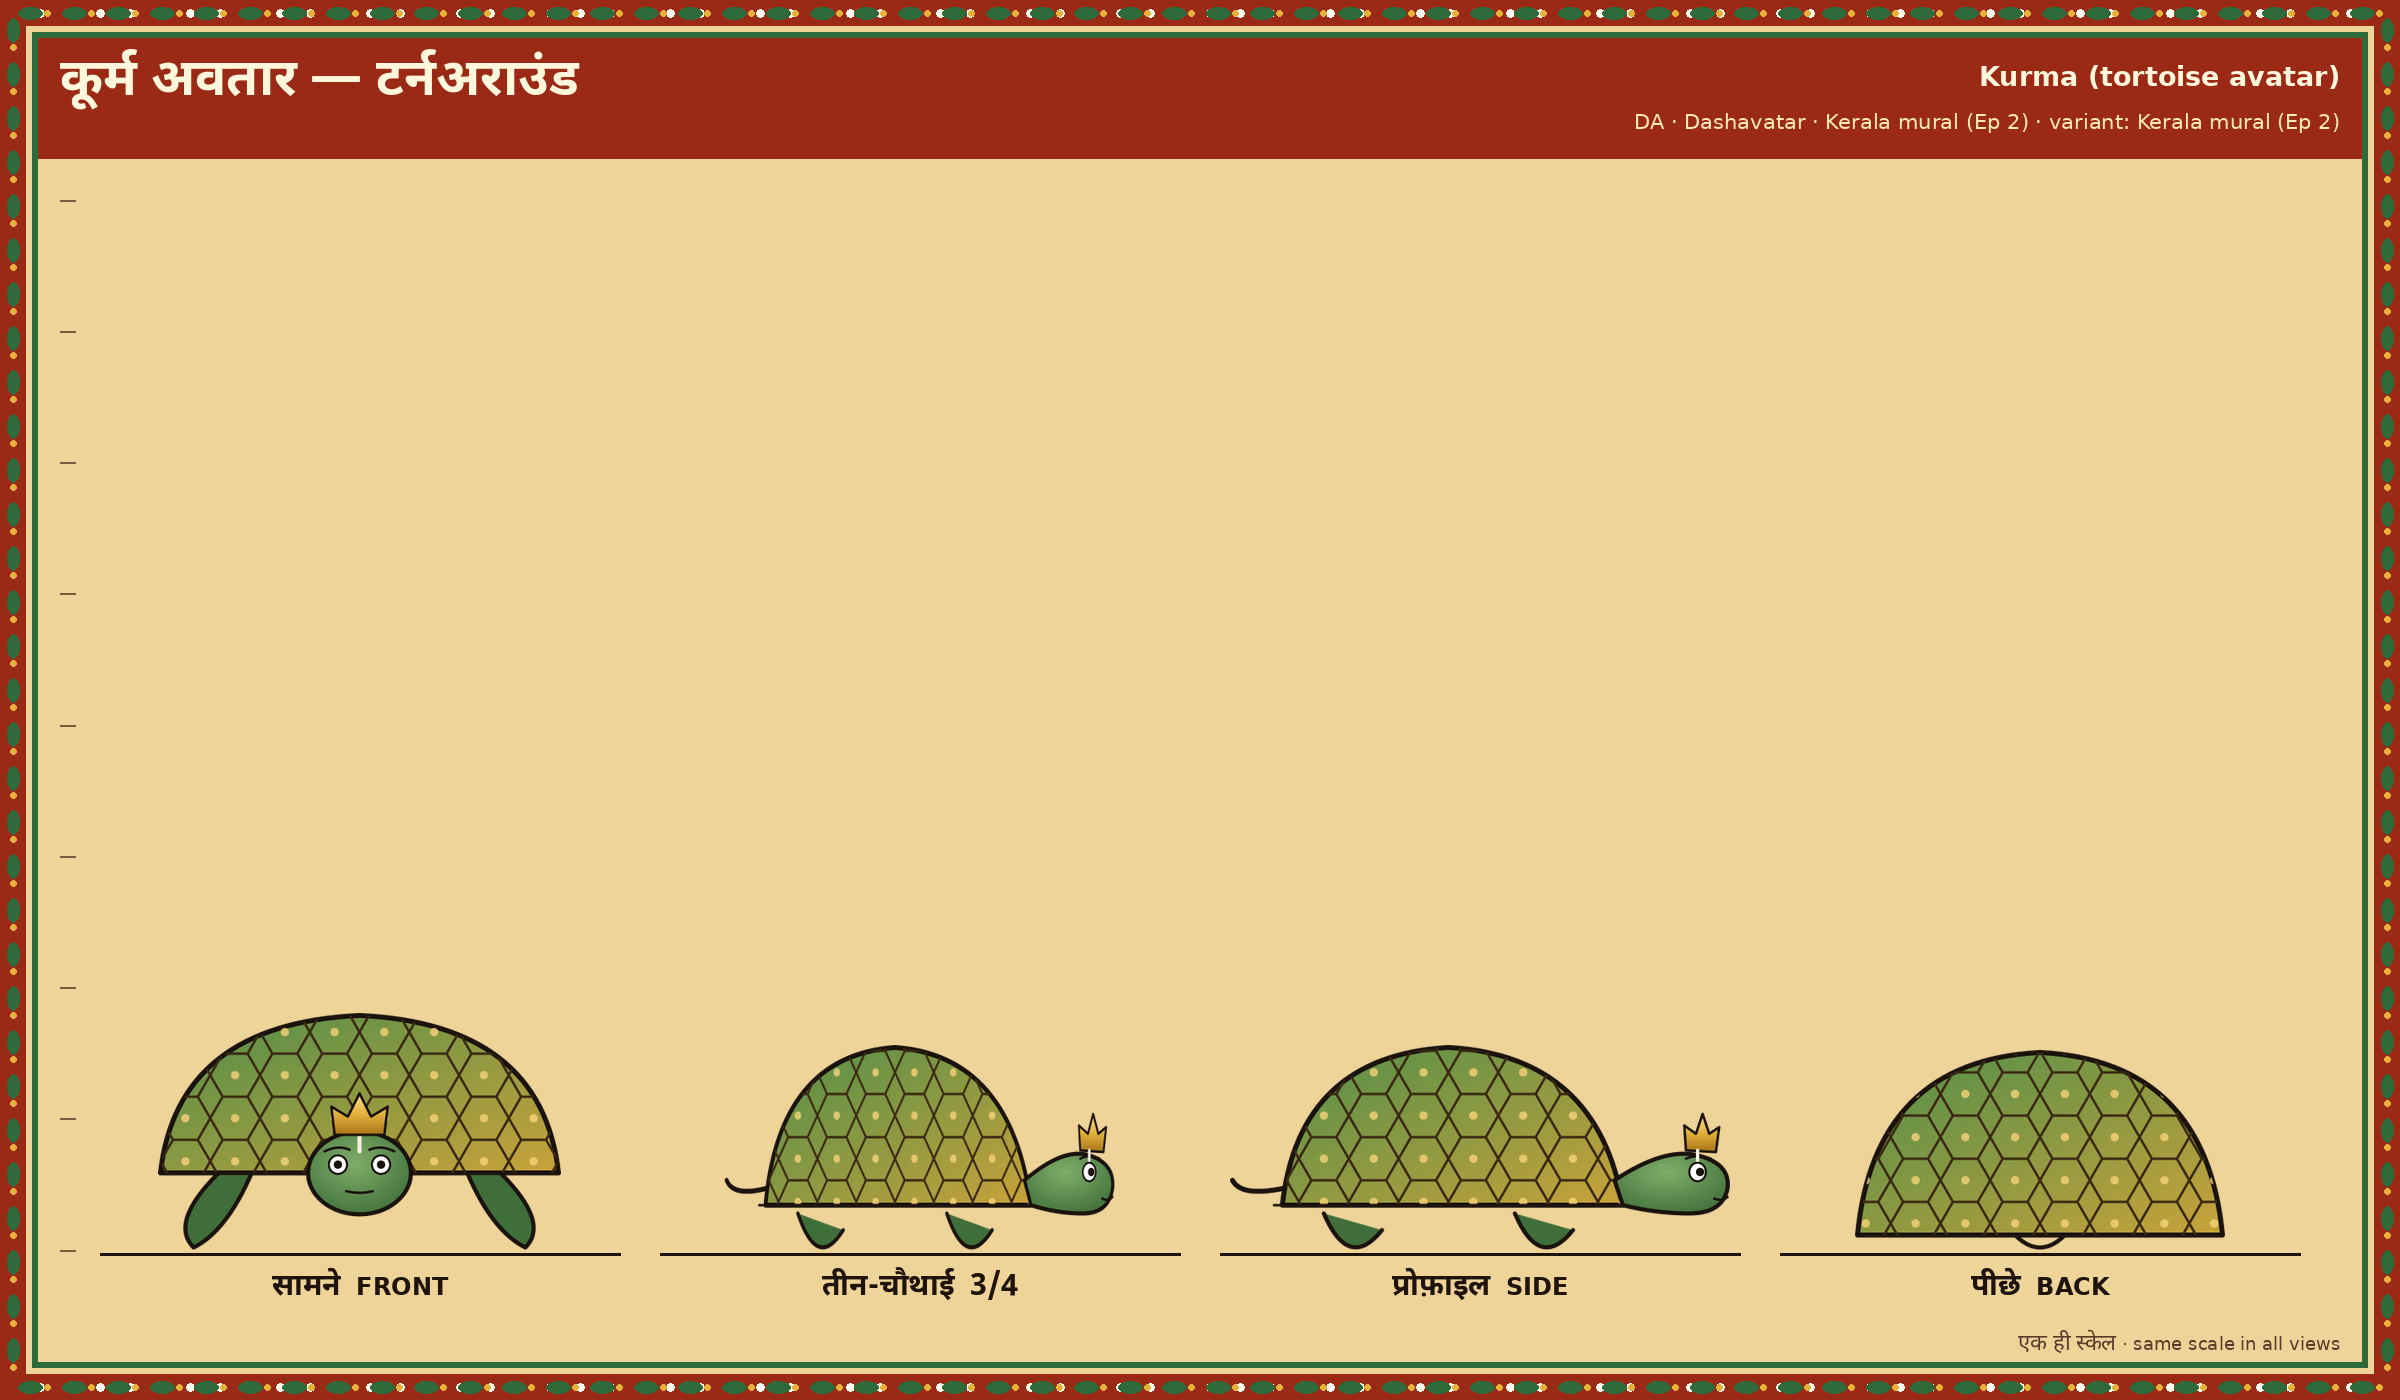 कूर्म अवतार — टर्नअराउंड
Kurma (tortoise avatar)
DA · Dashavatar · Kerala mural (Ep 2) · variant: Kerala mural (Ep 2)
सामने FRONT
तीन-चौथाई 3/4
प्रोफ़ाइल SIDE
पीछे BACK
एक ही स्केल · same scale in all views